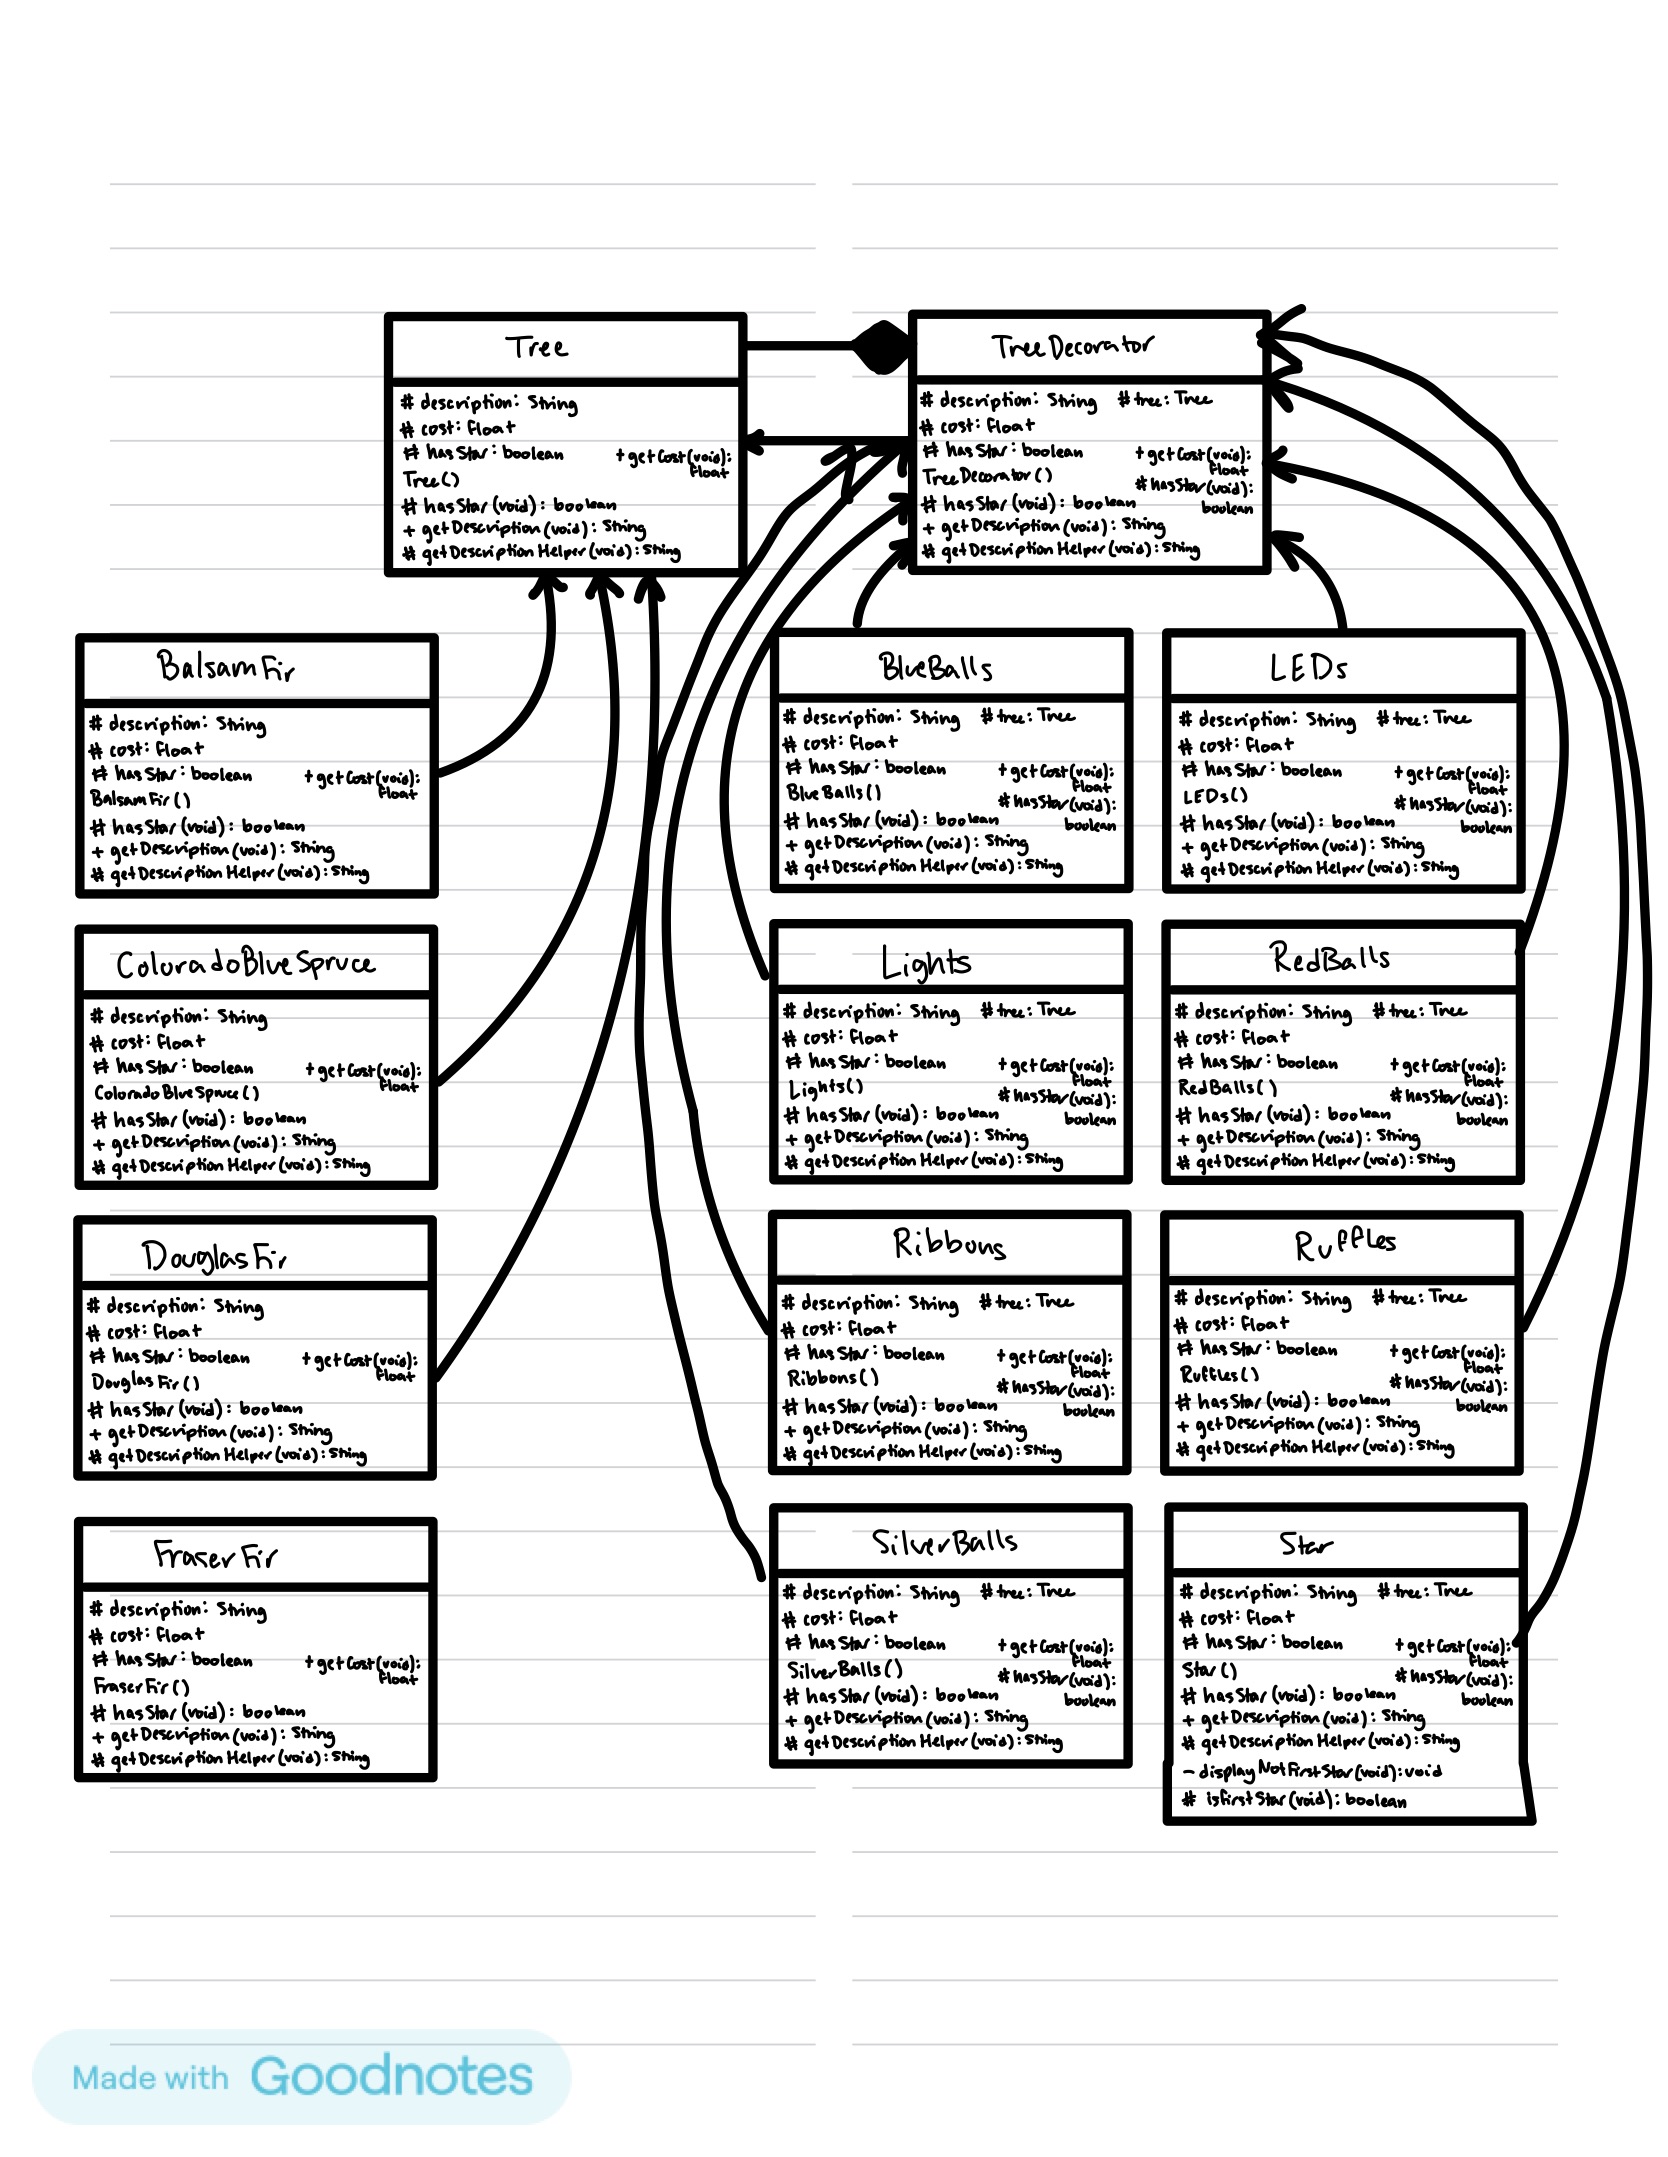 Tree
# description: String
# cost: Float
# hasStar: boolean
+ getCost(void):
Float
Tree()
# hasStar(void): boolean
+ getDescription(void): String
# getDescriptionHelper(void): String
TreeDecorator
# description: String # tree: Tree
# cost: Float
# hasStar: boolean
+ getCost(void):
Float
TreeDecorator()
# hasStar(void):
boolean
# hasStar(void): boolean
+ getDescription(void): String
# getDescriptionHelper(void): String
BalsamFir
# description: String
# cost: Float
# hasStar: boolean
+ getCost(void):
Float
BalsamFir()
# hasStar(void): boolean
+ getDescription(void): String
# getDescriptionHelper(void): String
BlueBalls
# description: String # tree: Tree
# cost: Float
# hasStar: boolean
+ getCost(void):
Float
BlueBalls()
# hasStar(void):
boolean
# hasStar(void): boolean
+ getDescription(void): String
# getDescriptionHelper(void): String
LEDs
# description: String # tree: Tree
# cost: Float
# hasStar: boolean
+ getCost(void):
Float
LEDs()
# hasStar(void):
boolean
# hasStar(void): boolean
+ getDescription(void): String
# getDescriptionHelper(void): String
ColoradoBlueSpruce
# description: String
# cost: Float
# hasStar: boolean
+ getCost(void):
Float
ColoradoBlueSpruce()
# hasStar(void): boolean
+ getDescription(void): String
# getDescriptionHelper(void): String
Lights
# description: String # tree: Tree
# cost: Float
# hasStar: boolean
+ getCost(void):
Float
Lights()
# hasStar(void):
boolean
# hasStar(void): boolean
+ getDescription(void): String
# getDescriptionHelper(void): String
RedBalls
# description: String # tree: Tree
# cost: Float
# hasStar: boolean
+ getCost(void):
Float
RedBalls()
# hasStar(void):
boolean
# hasStar(void): boolean
+ getDescription(void): String
# getDescriptionHelper(void): String
DouglasFir
# description: String
# cost: Float
# hasStar: boolean
+ getCost(void):
Float
DouglasFir()
# hasStar(void): boolean
+ getDescription(void): String
# getDescriptionHelper(void): String
Ribbons
# description: String # tree: Tree
# cost: Float
# hasStar: boolean
+ getCost(void):
Float
Ribbons()
# hasStar(void):
boolean
# hasStar(void): boolean
+ getDescription(void): String
# getDescriptionHelper(void): String
Ruffles
# description: String # tree: Tree
# cost: Float
# hasStar: boolean
+ getCost(void):
Float
Ruffles()
# hasStar(void):
boolean
# hasStar(void): boolean
+ getDescription(void): String
# getDescriptionHelper(void): String
FraserFir
# description: String
# cost: Float
# hasStar: boolean
+ getCost(void):
Float
FraserFir()
# hasStar(void): boolean
+ getDescription(void): String
# getDescriptionHelper(void): String
SilverBalls
# description: String # tree: Tree
# cost: Float
# hasStar: boolean
+ getCost(void):
Float
SilverBalls()
# hasStar(void):
boolean
# hasStar(void): boolean
+ getDescription(void): String
# getDescriptionHelper(void): String
Star
# description: String # tree: Tree
# cost: Float
# hasStar: boolean
+ getCost(void):
Float
Star()
# hasStar(void):
boolean
# hasStar(void): boolean
+ getDescription(void): String
# getDescriptionHelper(void): String
- displayNotFirstStar(void): void
# isFirstStar(void): boolean
Made with Goodnotes